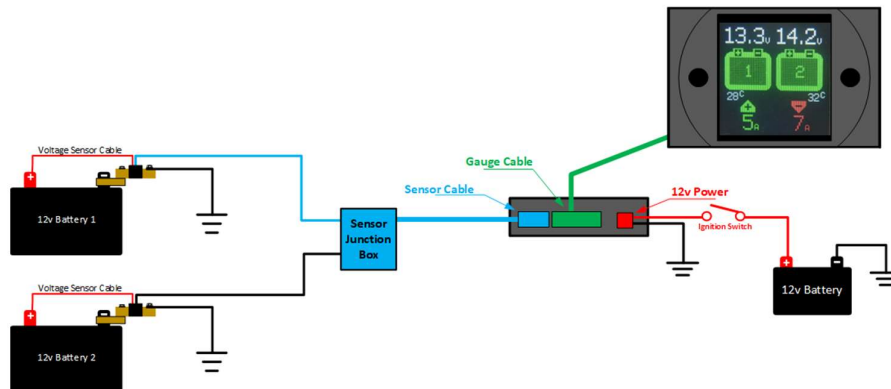 13.3v 14.2v
1 2
28c 32c
5A 7A
Voltage Sensor Cable
12v Battery 1
Gauge Cable
Sensor Cable
12v Power
Ignition Switch
Sensor
Junction
Box
12v Battery
Voltage Sensor Cable
12v Battery 2